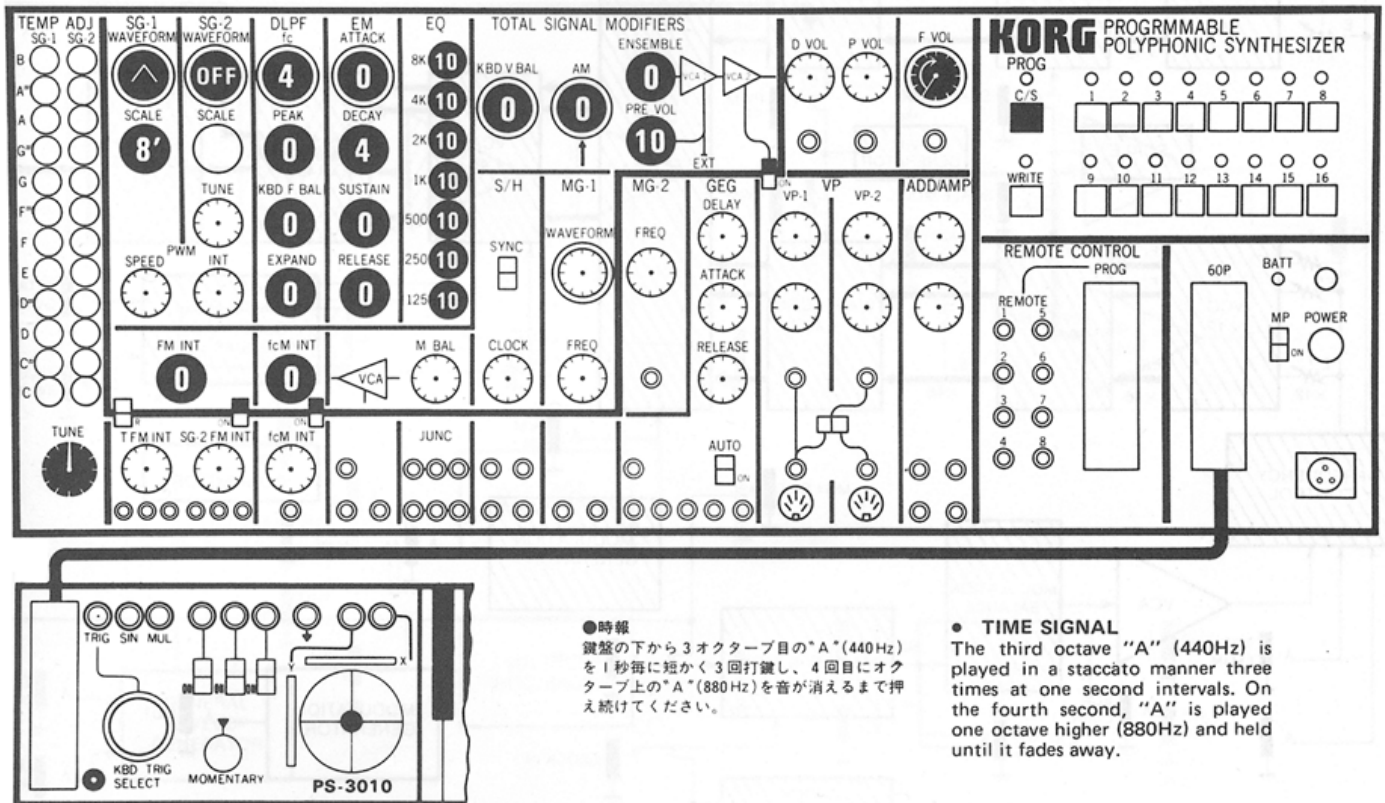 TEMP ADJ
SG-1 SG-2
B
A#
A
G#
G
F#
F
E
D#
D
C#
C
TUNE
SG-1
WAVEFORM
SCALE
8'
SPEED
SG-2
WAVEFORM
OFF
SCALE
TUNE
PWM
INT
FM INT
0
DLPF
fc
4
PEAK
0
KBD F BAL
0
EXPAND
0
fcM INT
0
EM
ATTACK
0
DECAY
4
SUSTAIN
0
RELEASE
0
EQ
8K 10
4K 10
2K 10
1K 10
500 10
250 10
125 10
VCA
M BAL
TOTAL SIGNAL MODIFIERS
KBD V BAL
0
AM
0
ENSEMBLE
0
VCA 1
VCA 2
PRE VOL
10
EXT
ON
S/H
SYNC
CLOCK
MG-1
WAVEFORM
FREQ
MG-2
FREQ
GEG
DELAY
ATTACK
RELEASE
AUTO
ON
D VOL
P VOL
F VOL
VP
VP-1
VP-2
ADD/AMP
R
ON
ON
T FM INT
SG-2 FM INT
fcM INT
JUNC
KORG PROGRMMABLE
POLYPHONIC SYNTHESIZER
PROG
C/S
1 2 3 4 5 6 7 8
WRITE
9 10 11 12 13 14 15 16
REMOTE CONTROL
PROG
REMOTE
1 5
2 6
3 7
4 8
60P
BATT
MP
ON
POWER
TRIG SIN MUL
ON
ON
ON
Y
X
KBD TRIG
SELECT
MOMENTARY
PS-3010
●時報
鍵盤の下から3オクターブ目の“A”(440Hz)
を1秒毎に短かく3回打鍵し、4回目にオク
ターブ上の“A”(880Hz)を音が消えるまで押
え続けてください。
• TIME SIGNAL
The third octave "A" (440Hz) is
played in a staccato manner three
times at one second intervals. On
the fourth second, "A" is played
one octave higher (880Hz) and held
until it fades away.